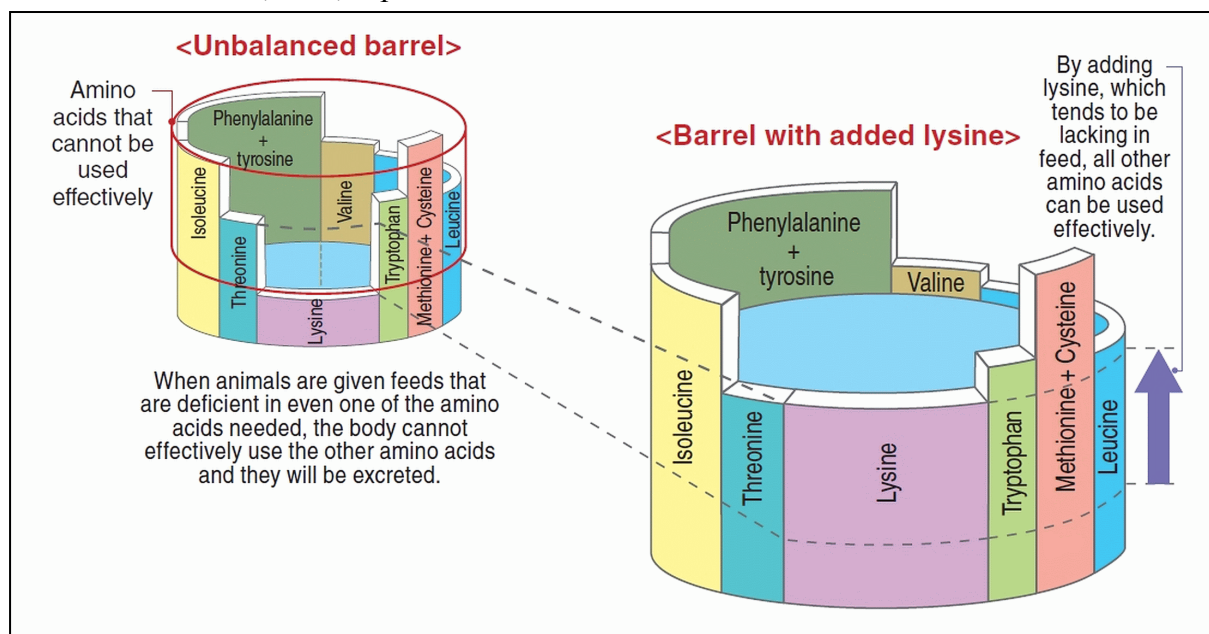 <Unbalanced barrel>
Amino
acids that
cannot be
used
effectively
Phenylalanine
+
tyrosine
Isoleucine
Threonine
Lysine
Valine
Tryptophan
Methionine + Cysteine
Leucine
When animals are given feeds that
are deficient in even one of the amino
acids needed, the body cannot
effectively use the other amino acids
and they will be excreted.
<Barrel with added lysine>
Phenylalanine
+
tyrosine
Valine
Isoleucine
Threonine
Lysine
Tryptophan
Methionine + Cysteine
Leucine
By adding
lysine, which
tends to be
lacking in
feed, all other
amino acids
can be used
effectively.